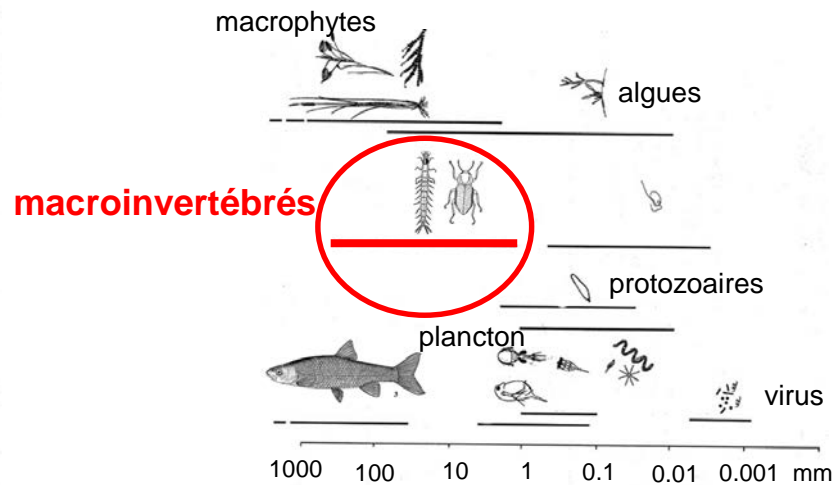 macrophytes
algues
macroinvertébrés
protozoaires
plancton
virus
1000 100 10 1 0.1 0.01 0.001 mm